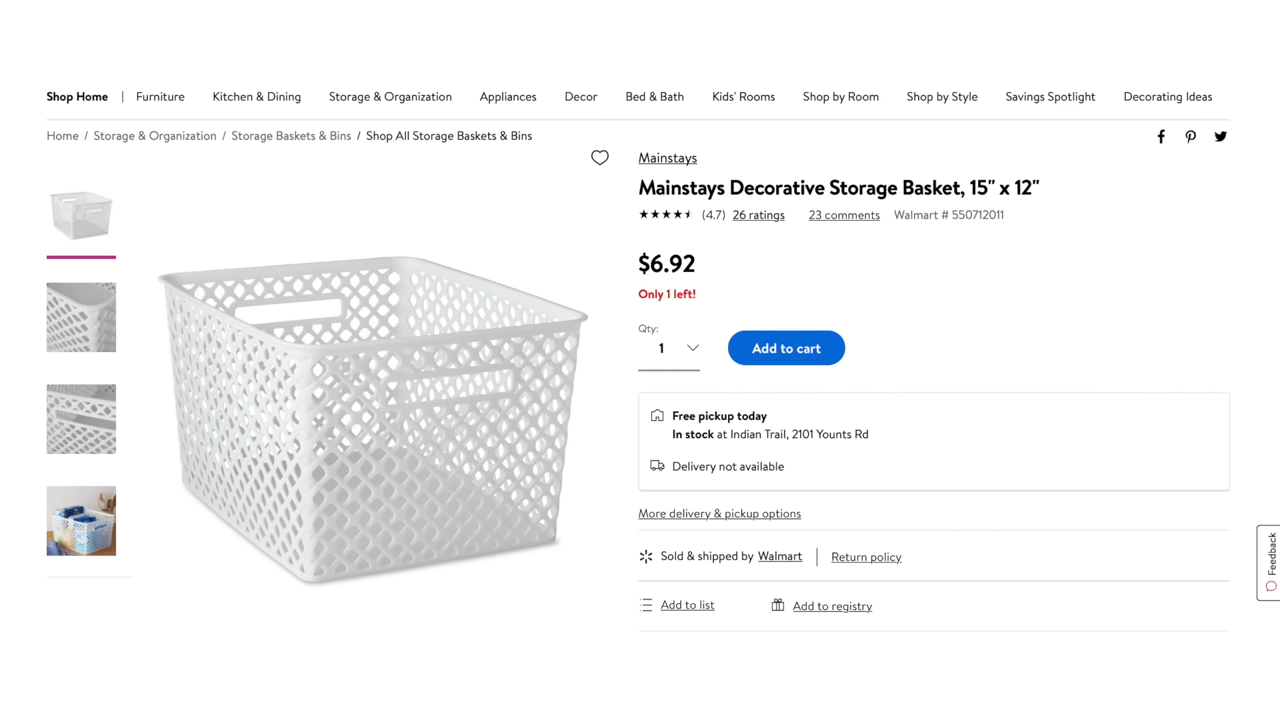 Shop Home | Furniture Kitchen & Dining Storage & Organization Appliances Decor Bed & Bath Kids' Rooms Shop by Room Shop by Style Savings Spotlight Decorating Ideas
Home / Storage & Organization / Storage Baskets & Bins / Shop All Storage Baskets & Bins
Mainstays
Mainstays Decorative Storage Basket, 15" x 12"
(4.7) 26 ratings 23 comments Walmart # 550712011
$6.92
Only 1 left!
Qty:
1
Add to cart
Free pickup today
In stock at Indian Trail, 2101 Younts Rd
Delivery not available
More delivery & pickup options
Sold & shipped by Walmart | Return policy
Add to list Add to registry
Feedback